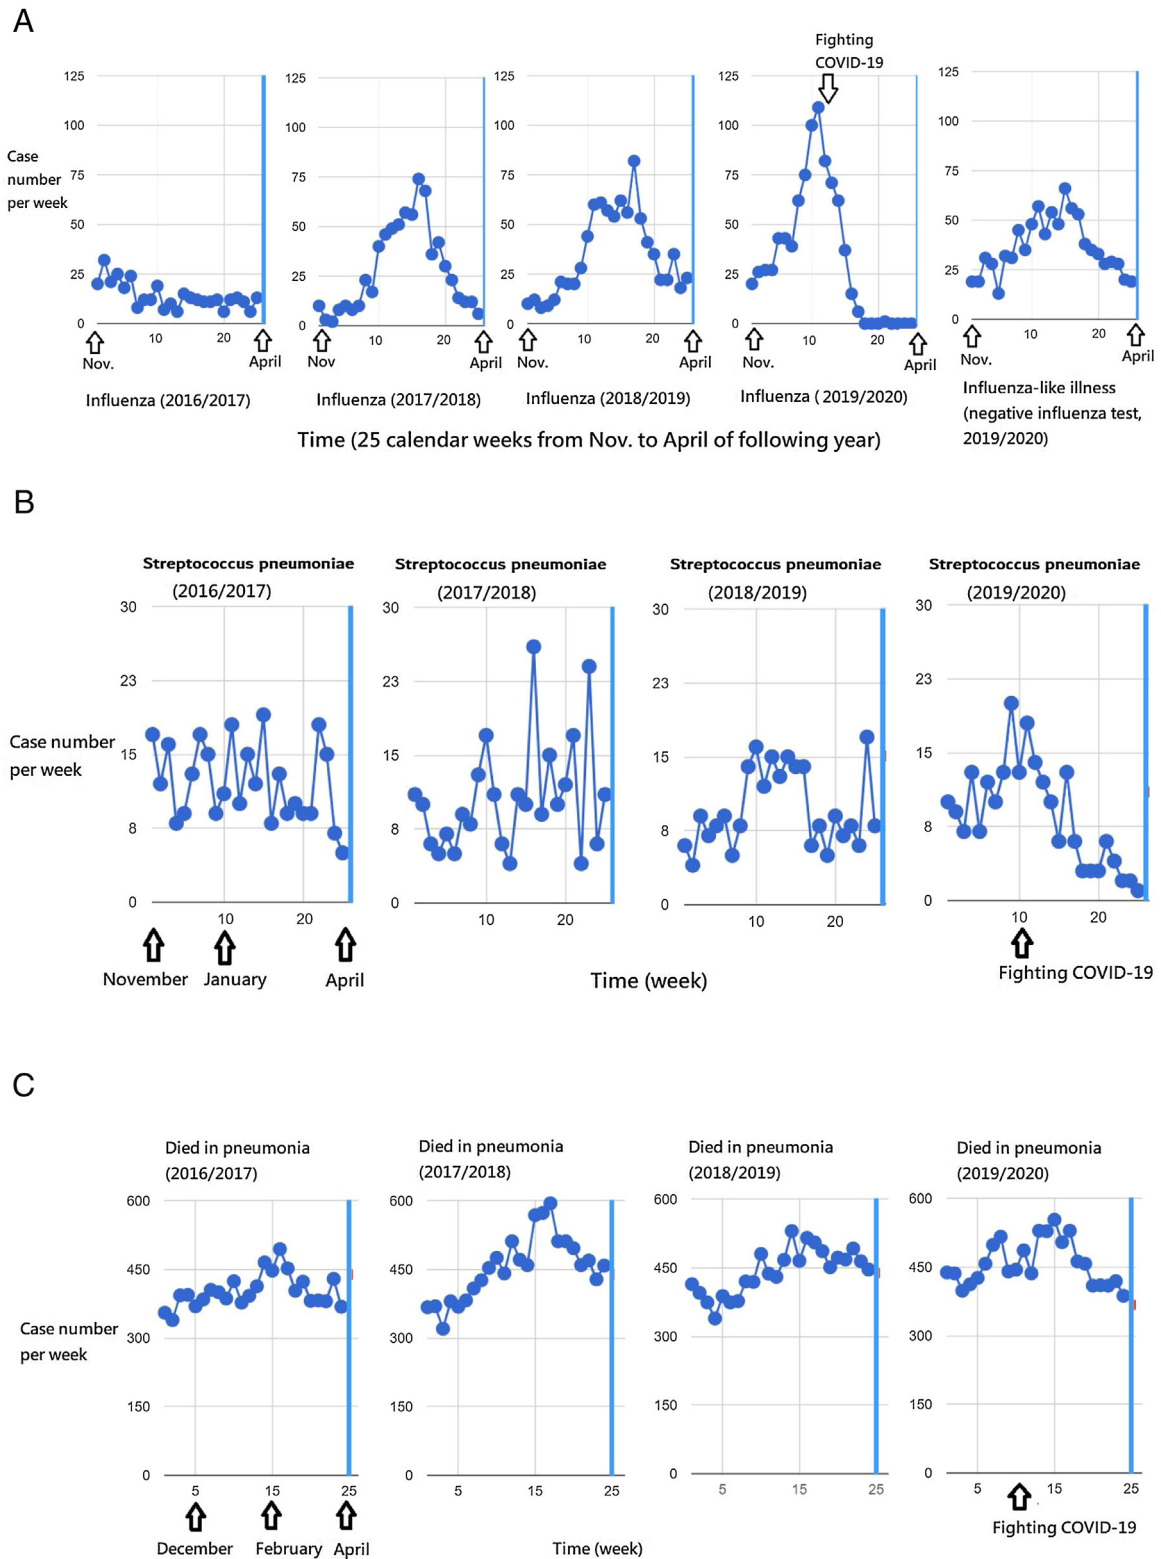 A
Fighting
COVID-19
125 125 125 125 125
100 100 100 100 100
Case
number
per week
75 75 75 75 75
50 50 50 50 50
25 25 25 25 25
0 0 0 0 0
10 20 10 20 10 20 10 20 10 20
Nov. April Nov April Nov. April Nov. April Nov. April
Influenza (2016/2017) Influenza (2017/2018) Influenza (2018/2019) Influenza ( 2019/2020) Influenza-like illness
(negative influenza test,
2019/2020)
Time (25 calendar weeks from Nov. to April of following year)
B
Streptococcus pneumoniae Streptococcus pneumoniae Streptococcus pneumoniae Streptococcus pneumoniae
(2016/2017) (2017/2018) (2018/2019) (2019/2020)
30 30 30 30
23 23 23 23
Case number
per week
15 15 15 15
8 8 8 8
0 0 0 0
10 20 10 20 10 20 10 20
November January April Time (week) Fighting COVID-19
C
Died in pneumonia Died in pneumonia Died in pneumonia Died in pneumonia
(2016/2017) (2017/2018) (2018/2019) (2019/2020)
600 600 600 600
450 450 450 450
Case number
per week
300 300 300 300
150 150 150 150
0 0 0 0
5 15 25 5 15 25 5 15 25 5 15 25
December February April Time (week) Fighting COVID-19